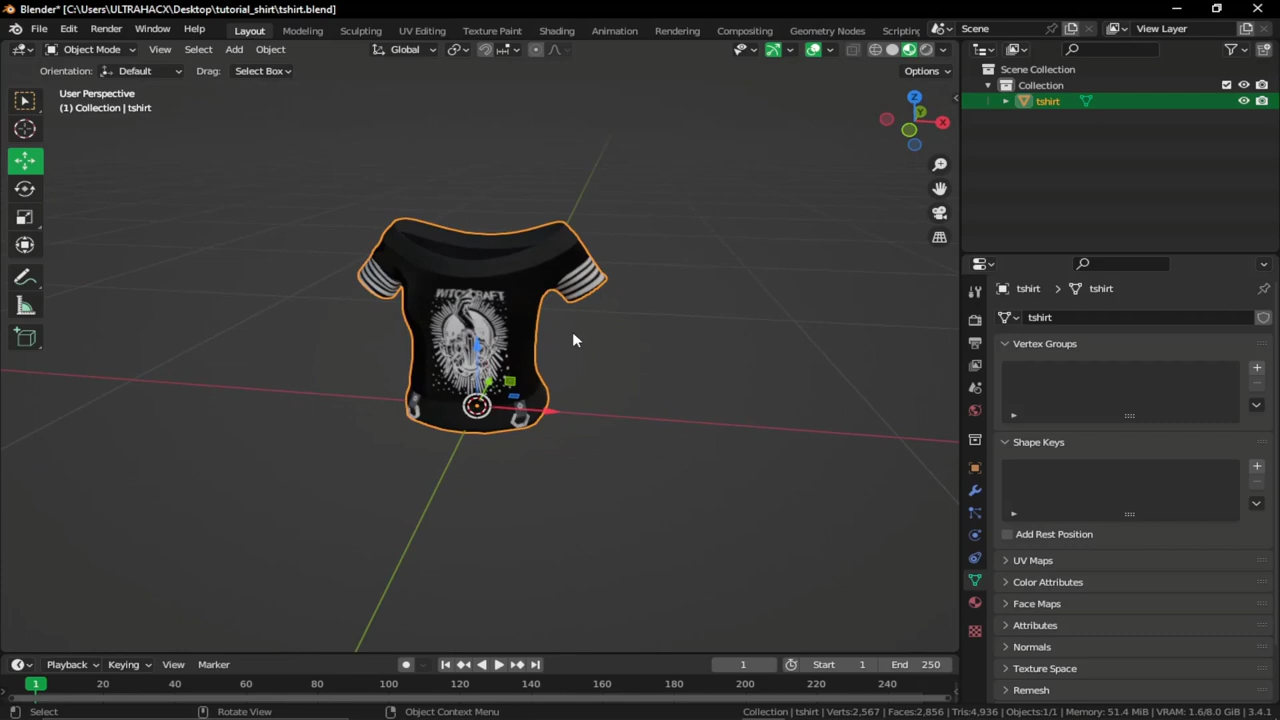 Blender* [C:\Users\ULTRAHACX\Desktop\tutorial_shirt\tshirt.blend]
File Edit Render Window Help Layout Modeling Sculpting UV Editing Texture Paint Shading Animation Rendering Compositing Geometry Nodes Scripting Scene View Layer
Object Mode View Select Add Object Global
Orientation: Default Drag: Select Box Options
User Perspective
(1) Collection | tshirt
Z
Y
X
WITCHCRAFT
Scene Collection
Collection
tshirt
tshirt > tshirt
tshirt
Vertex Groups
Shape Keys
Add Rest Position
UV Maps
Color Attributes
Face Maps
Attributes
Normals
Texture Space
Remesh
Playback Keying View Marker 1 Start 1 End 250
1 20 40 60 80 100 120 140 160 180 200 220 240
Select Rotate View Object Context Menu Collection | tshirt | Verts:2,567 | Faces:2,856 | Tris:4,936 | Objects:1/1 | Memory: 51.4 MiB | VRAM: 1.6/8.0 GiB | 3.4.1